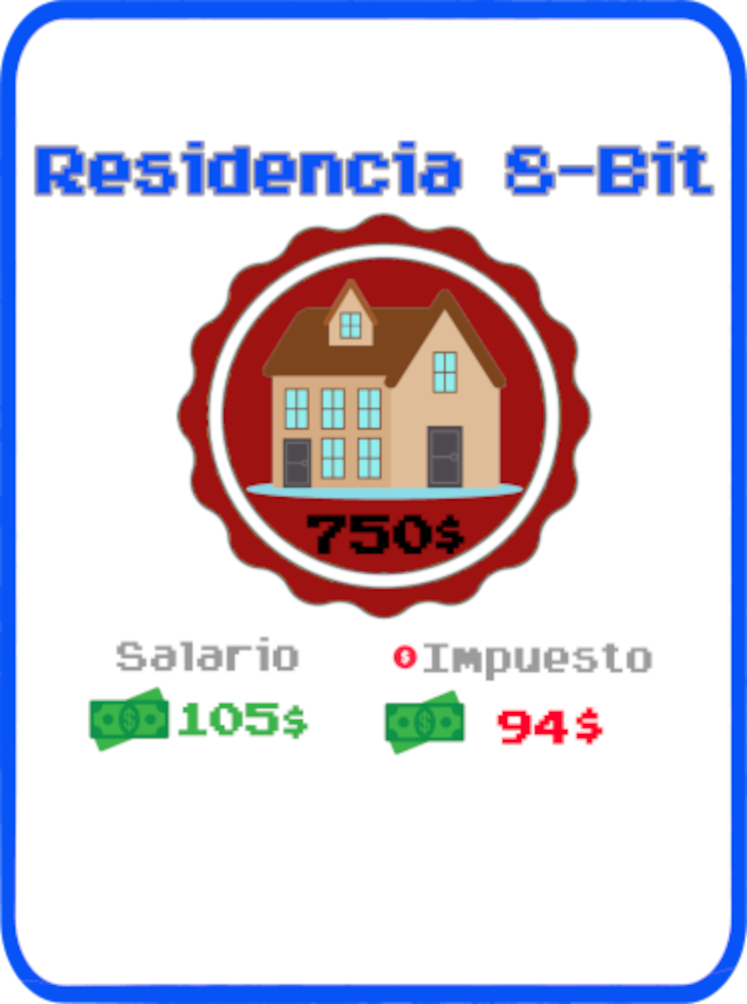 Residencia 8-Bit
750$
Salario
$ Impuesto
$ 105$
$ 94$